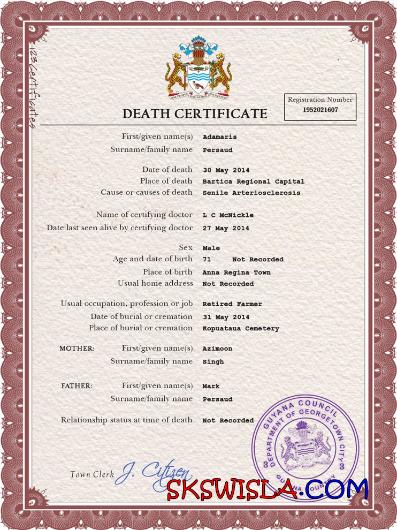 123Certificates
DEATH CERTIFICATE
Registration Number
1952021607
First/given name(s) Adamaris
Surname/family name Persaud
Date of death 30 May 2014
Place of death Bartica Regional Capital
Cause or causes of death Senile Arteriosclerosis
Name of certifying doctor L C McNickle
Date last seen alive by certifying doctor 27 May 2014
Sex Male
Age and date of birth 71 Not Recorded
Place of birth Anna Regina Town
Usual home address Not Recorded
Usual occupation, profession or job Retired Farmer
Date of burial or cremation 31 May 2014
Place of burial or cremation Kopuataua Cemetery
MOTHER: First/given name(s) Azimoon
Surname/family name Singh
FATHER: First/given name(s) Mark
Surname/family name Persaud
Relationship status at time of death Not Recorded
GUYANA COUNCIL
DEPARTMENT OF GEORGETOWN CITY
Town Clerk J. Citizen
SKSWISLA.COM